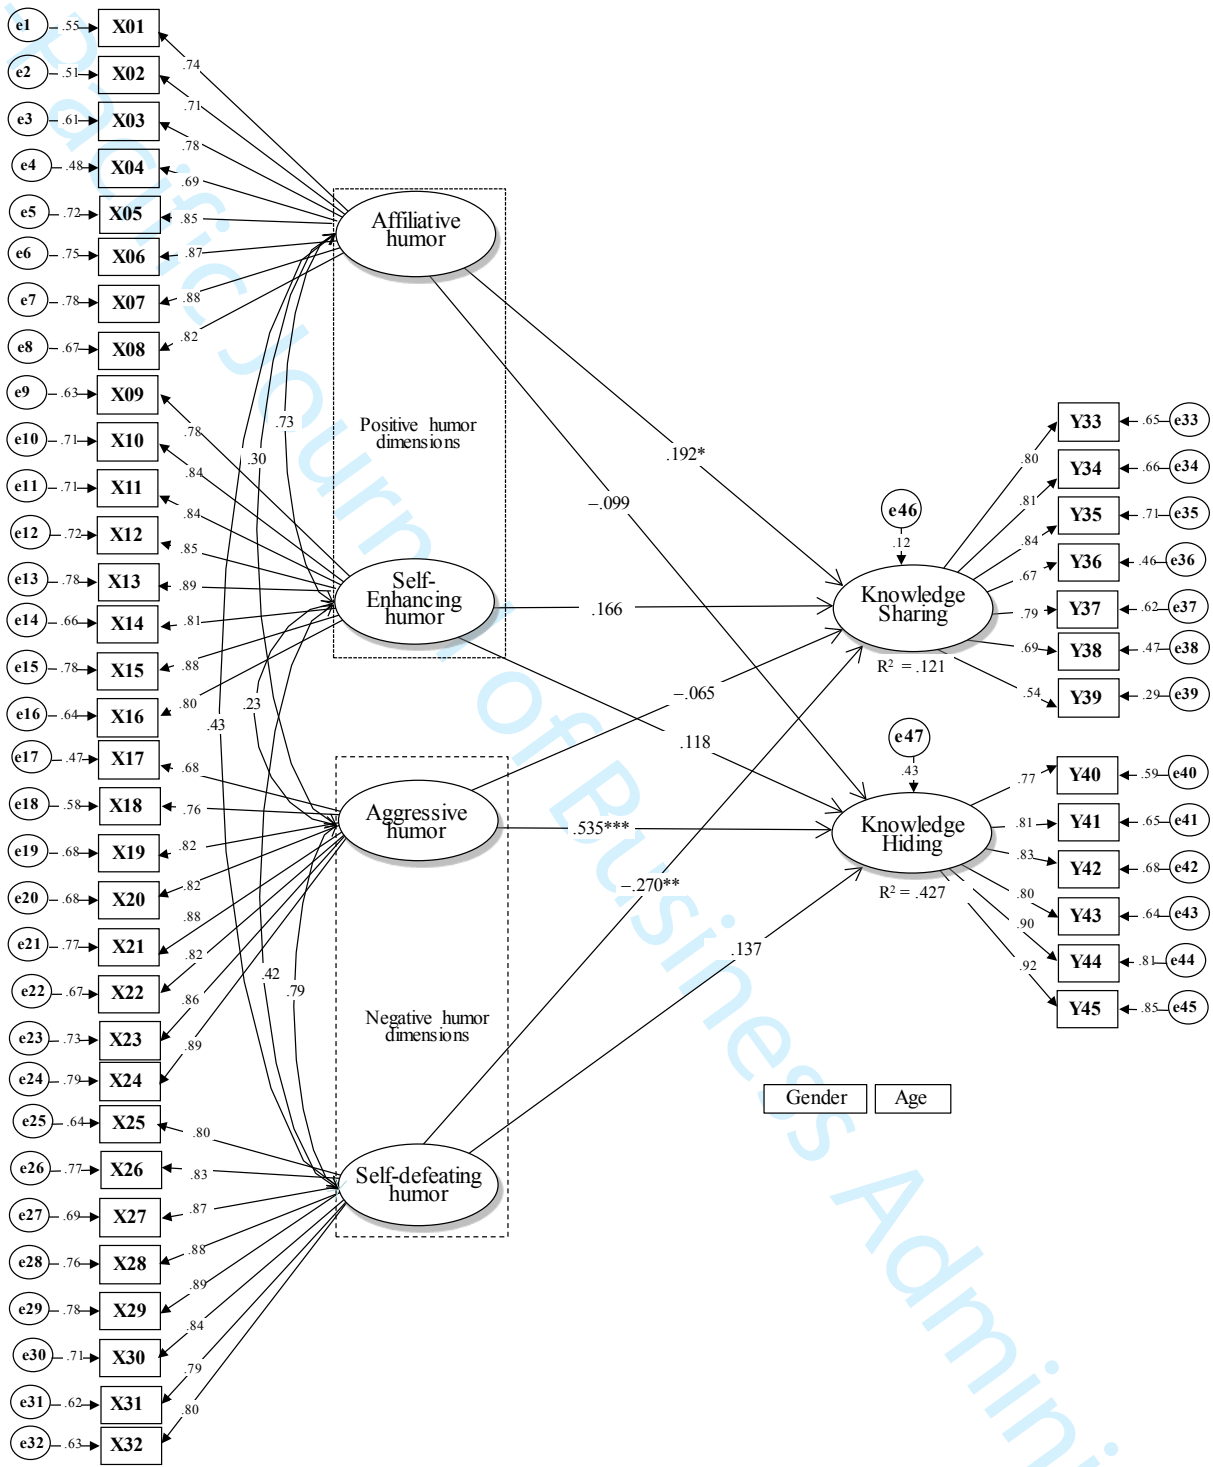 e1 .55 X01
.74
e2 .51 X02
.71
e3 .61 X03
.78
e4 .48 X04
.69
e5 .72 X05
.85
e6 .75 X06
.87
e7 .78 X07
.88
e8 .67 X08
.82
Affiliative
humor
e9 .63 X09
.78
e10 .71 X10
.84
e11 .71 X11
.84
e12 .72 X12
.85
e13 .78 X13
.89
e14 .66 X14
.81
e15 .78 X15
.88
e16 .64 X16
.80
Positive humor
dimensions
Self-
Enhancing
humor
.73
.30
.43
.23
.42
.79
e17 .47 X17
.68
e18 .58 X18
.76
e19 .68 X19
.82
e20 .68 X20
.82
e21 .77 X21
.88
e22 .67 X22
.82
e23 .73 X23
.86
e24 .79 X24
.89
Aggressive
humor
Negative humor
dimensions
e25 .64 X25
.80
e26 .77 X26
.83
e27 .69 X27
.87
e28 .76 X28
.88
e29 .78 X29
.89
e30 .71 X30
.84
e31 .62 X31
.79
e32 .63 X32
.80
Self-defeating
humor
.192*
–.099
.166
–.065
.118
.535***
–.270**
.137
e46
.12
Knowledge
Sharing
R² = .121
.80 Y33 .65 e33
.81 Y34 .66 e34
.84 Y35 .71 e35
.67 Y36 .46 e36
.79 Y37 .62 e37
.69 Y38 .47 e38
.54 Y39 .29 e39
e47
.43
Knowledge
Hiding
R² = .427
.77 Y40 .59 e40
.81 Y41 .65 e41
.83 Y42 .68 e42
.80 Y43 .64 e43
.90 Y44 .81 e44
.92 Y45 .85 e45
Gender Age
Pacific Journal of Business Admini